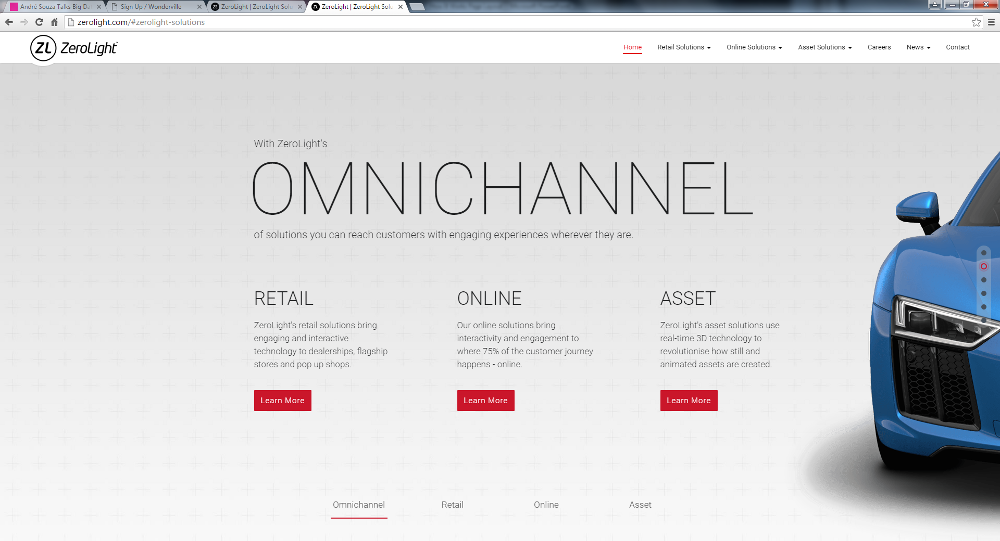 André Souza Talks Big Da
Sign Up / Wonderville
ZeroLight | ZeroLight Solu
ZeroLight | ZeroLight Solu
zerolight.com/#zerolight-solutions
ZL ZeroLight™
Home Retail Solutions Online Solutions Asset Solutions Careers News Contact
With ZeroLight's
OMNICHANNEL
of solutions you can reach customers with engaging experiences wherever they are.
RETAIL
ZeroLight's retail solutions bring
engaging and interactive
technology to dealerships, flagship
stores and pop up shops.
Learn More
ONLINE
Our online solutions bring
interactivity and engagement to
where 75% of the customer journey
happens - online.
Learn More
ASSET
ZeroLight's asset solutions use
real-time 3D technology to
revolutionise how still and
animated assets are created.
Learn More
Omnichannel Retail Online Asset